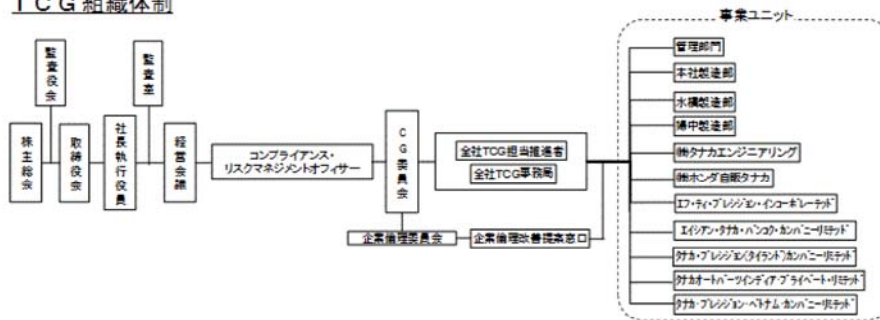 TCG組織体制
事業ユニット
監査役会
監査室
株主総会
取締役会
社長執行役員
経営会議
コンプライアンス・
リスクマネジメントオフィサー
CG委員会
全社TCG担当推進者
全社TCG事務局
企業倫理委員会
企業倫理改善提案窓口
管理部門
本社製造部
水橋製造部
婦中製造部
㈱タナカエンジニアリング
㈱ホンダ自販タナカ
エフ・ティ・プレシジョン・インコーポレーテッド
エイシアン・タナカ・バンコク・カンパニーリミテッド
タナカ・プレシジョン(タイランド)カンパニーリミテッド
タナカオートパーツインディア・プライベート・リミテッド
タナカ・プレシジョン・ベトナム・カンパニーリミテッド